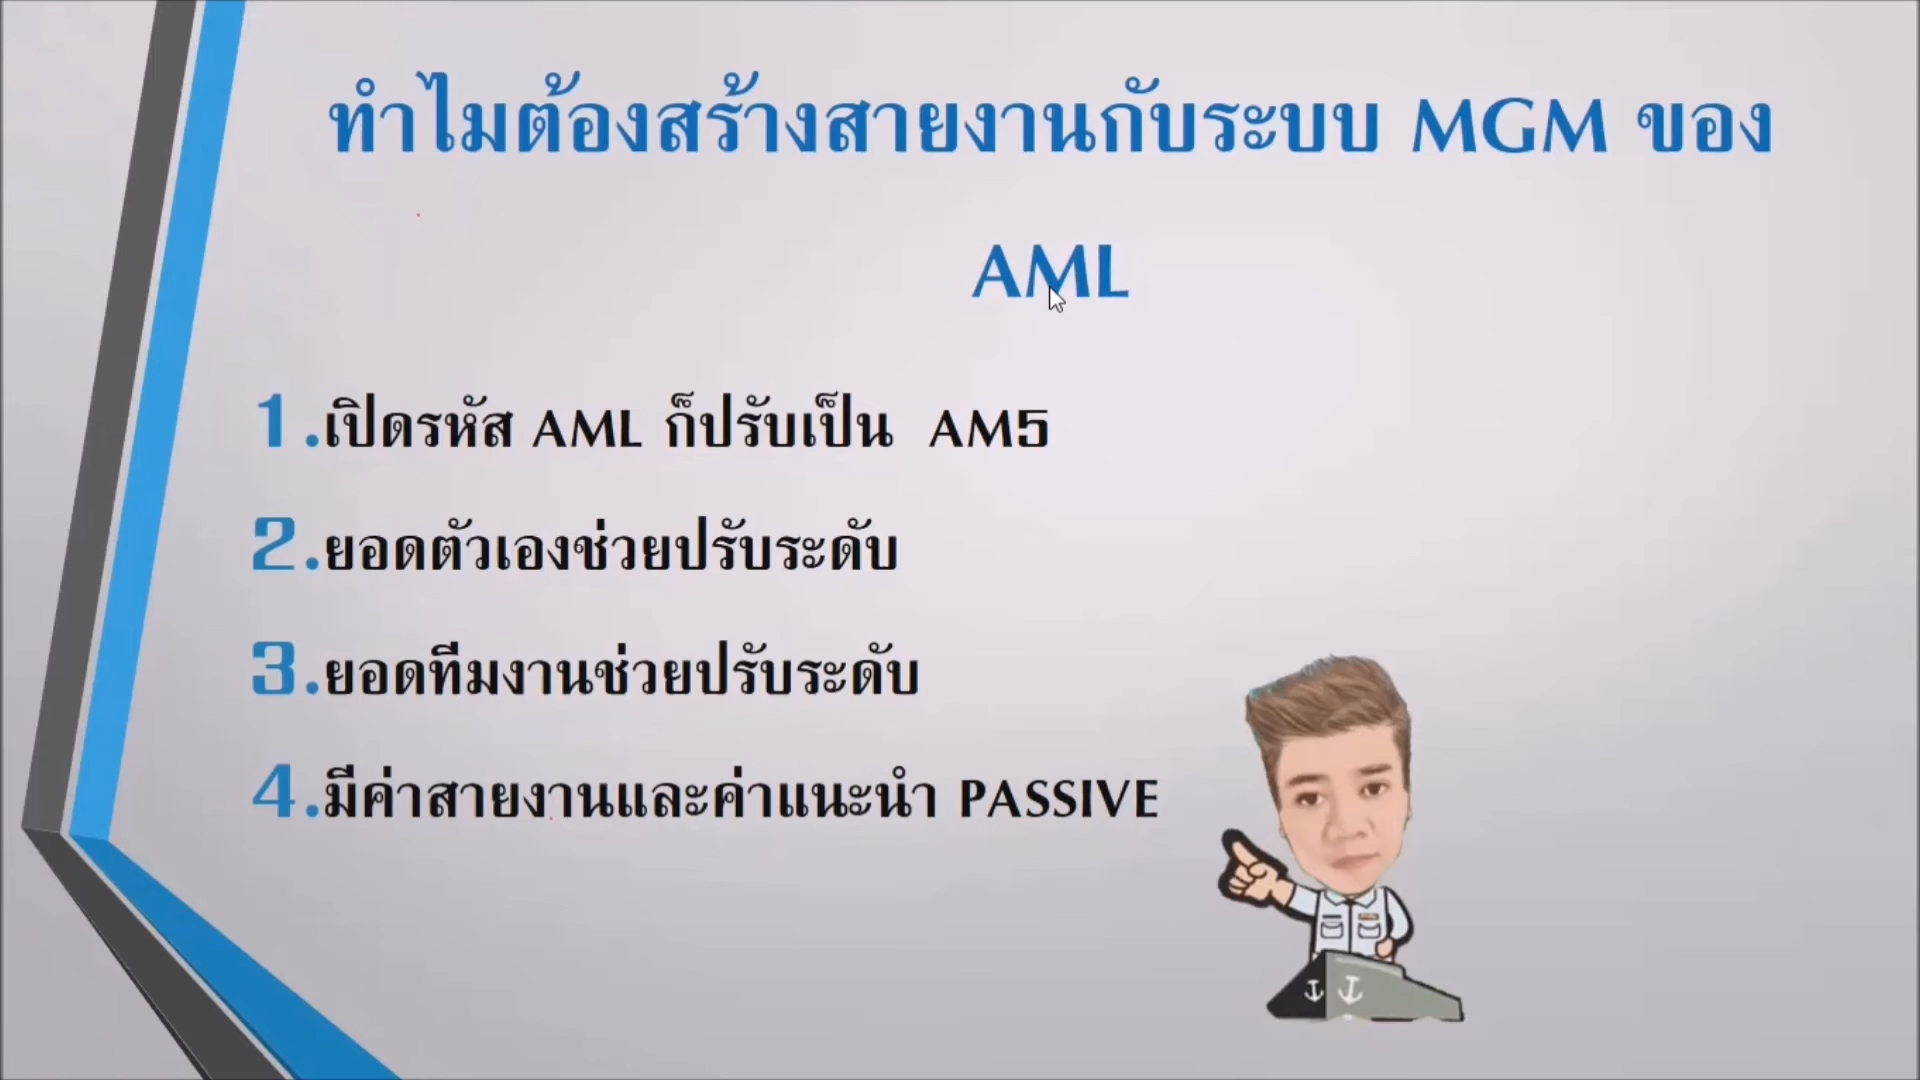 ทำไมต้องสร้างสายงานกับระบบ MGM ของ
AML
1.เปิดรหัส AML ก็ปรับเป็น AM5
2.ยอดตัวเองช่วยปรับระดับ
3.ยอดทีมงานช่วยปรับระดับ
4.มีค่าสายงานและค่าแนะนำ PASSIVE